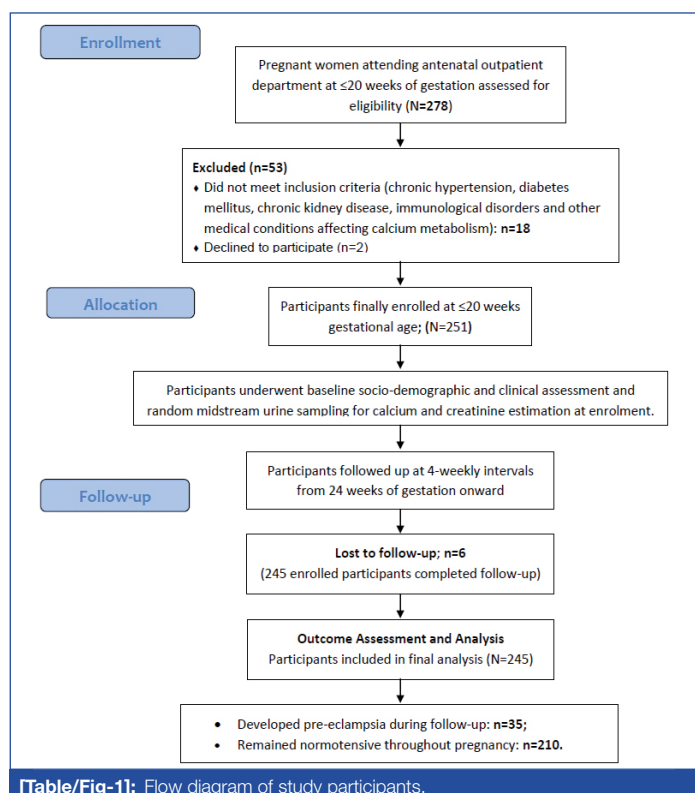 Enrollment
Pregnant women attending antenatal outpatient
department at ≤20 weeks of gestation assessed for
eligibility (N=278)
Excluded (n=53)
♦ Did not meet inclusion criteria (chronic hypertension, diabetes
mellitus, chronic kidney disease, immunological disorders and other
medical conditions affecting calcium metabolism): n=18
♦ Declined to participate (n=2)
Allocation
Participants finally enrolled at ≤20 weeks
gestational age; (N=251)
Participants underwent baseline socio-demographic and clinical assessment and
random midstream urine sampling for calcium and creatinine estimation at enrolment.
Participants followed up at 4-weekly intervals
from 24 weeks of gestation onward
Follow-up
Lost to follow-up; n=6
(245 enrolled participants completed follow-up)
Outcome Assessment and Analysis
Participants included in final analysis (N=245)
• Developed pre-eclampsia during follow-up: n=35;
• Remained normotensive throughout pregnancy: n=210.
[Table/Fig-1]: Flow diagram of study participants.